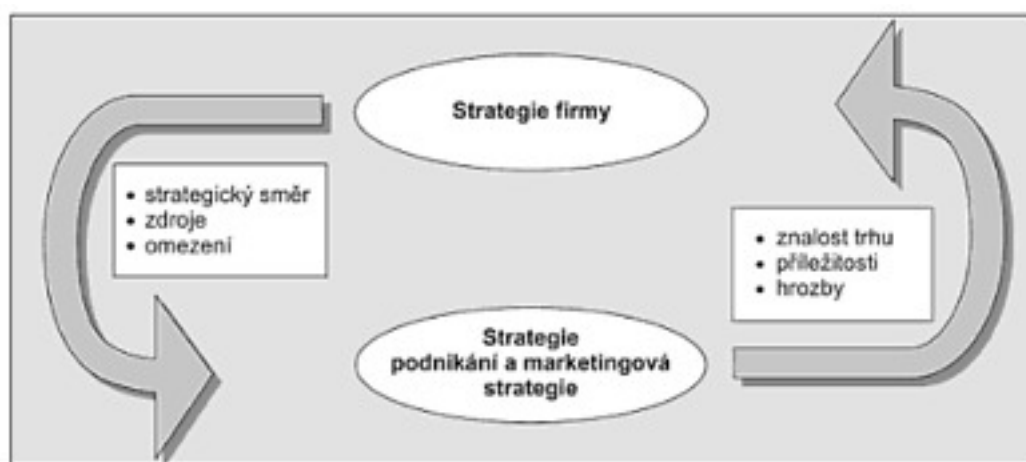 Strategie firmy
• strategický směr
• zdroje
• omezení
• znalost trhu
• příležitosti
• hrozby
Strategie
podnikání a marketingová
strategie